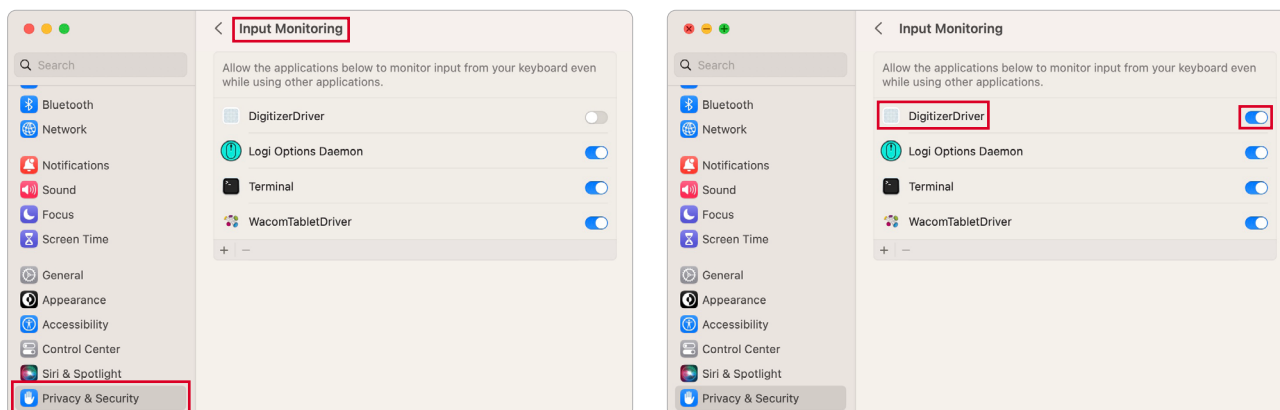 Input Monitoring
Search
Allow the applications below to monitor input from your keyboard even
while using other applications.
Bluetooth
Network
Notifications
Sound
Focus
Screen Time
General
Appearance
Accessibility
Control Center
Siri & Spotlight
Privacy & Security
DigitizerDriver
Logi Options Daemon
Terminal
WacomTabletDriver
+ −
Input Monitoring
Search
Allow the applications below to monitor input from your keyboard even
while using other applications.
Bluetooth
Network
Notifications
Sound
Focus
Screen Time
General
Appearance
Accessibility
Control Center
Siri & Spotlight
Privacy & Security
DigitizerDriver
Logi Options Daemon
Terminal
WacomTabletDriver
+ −